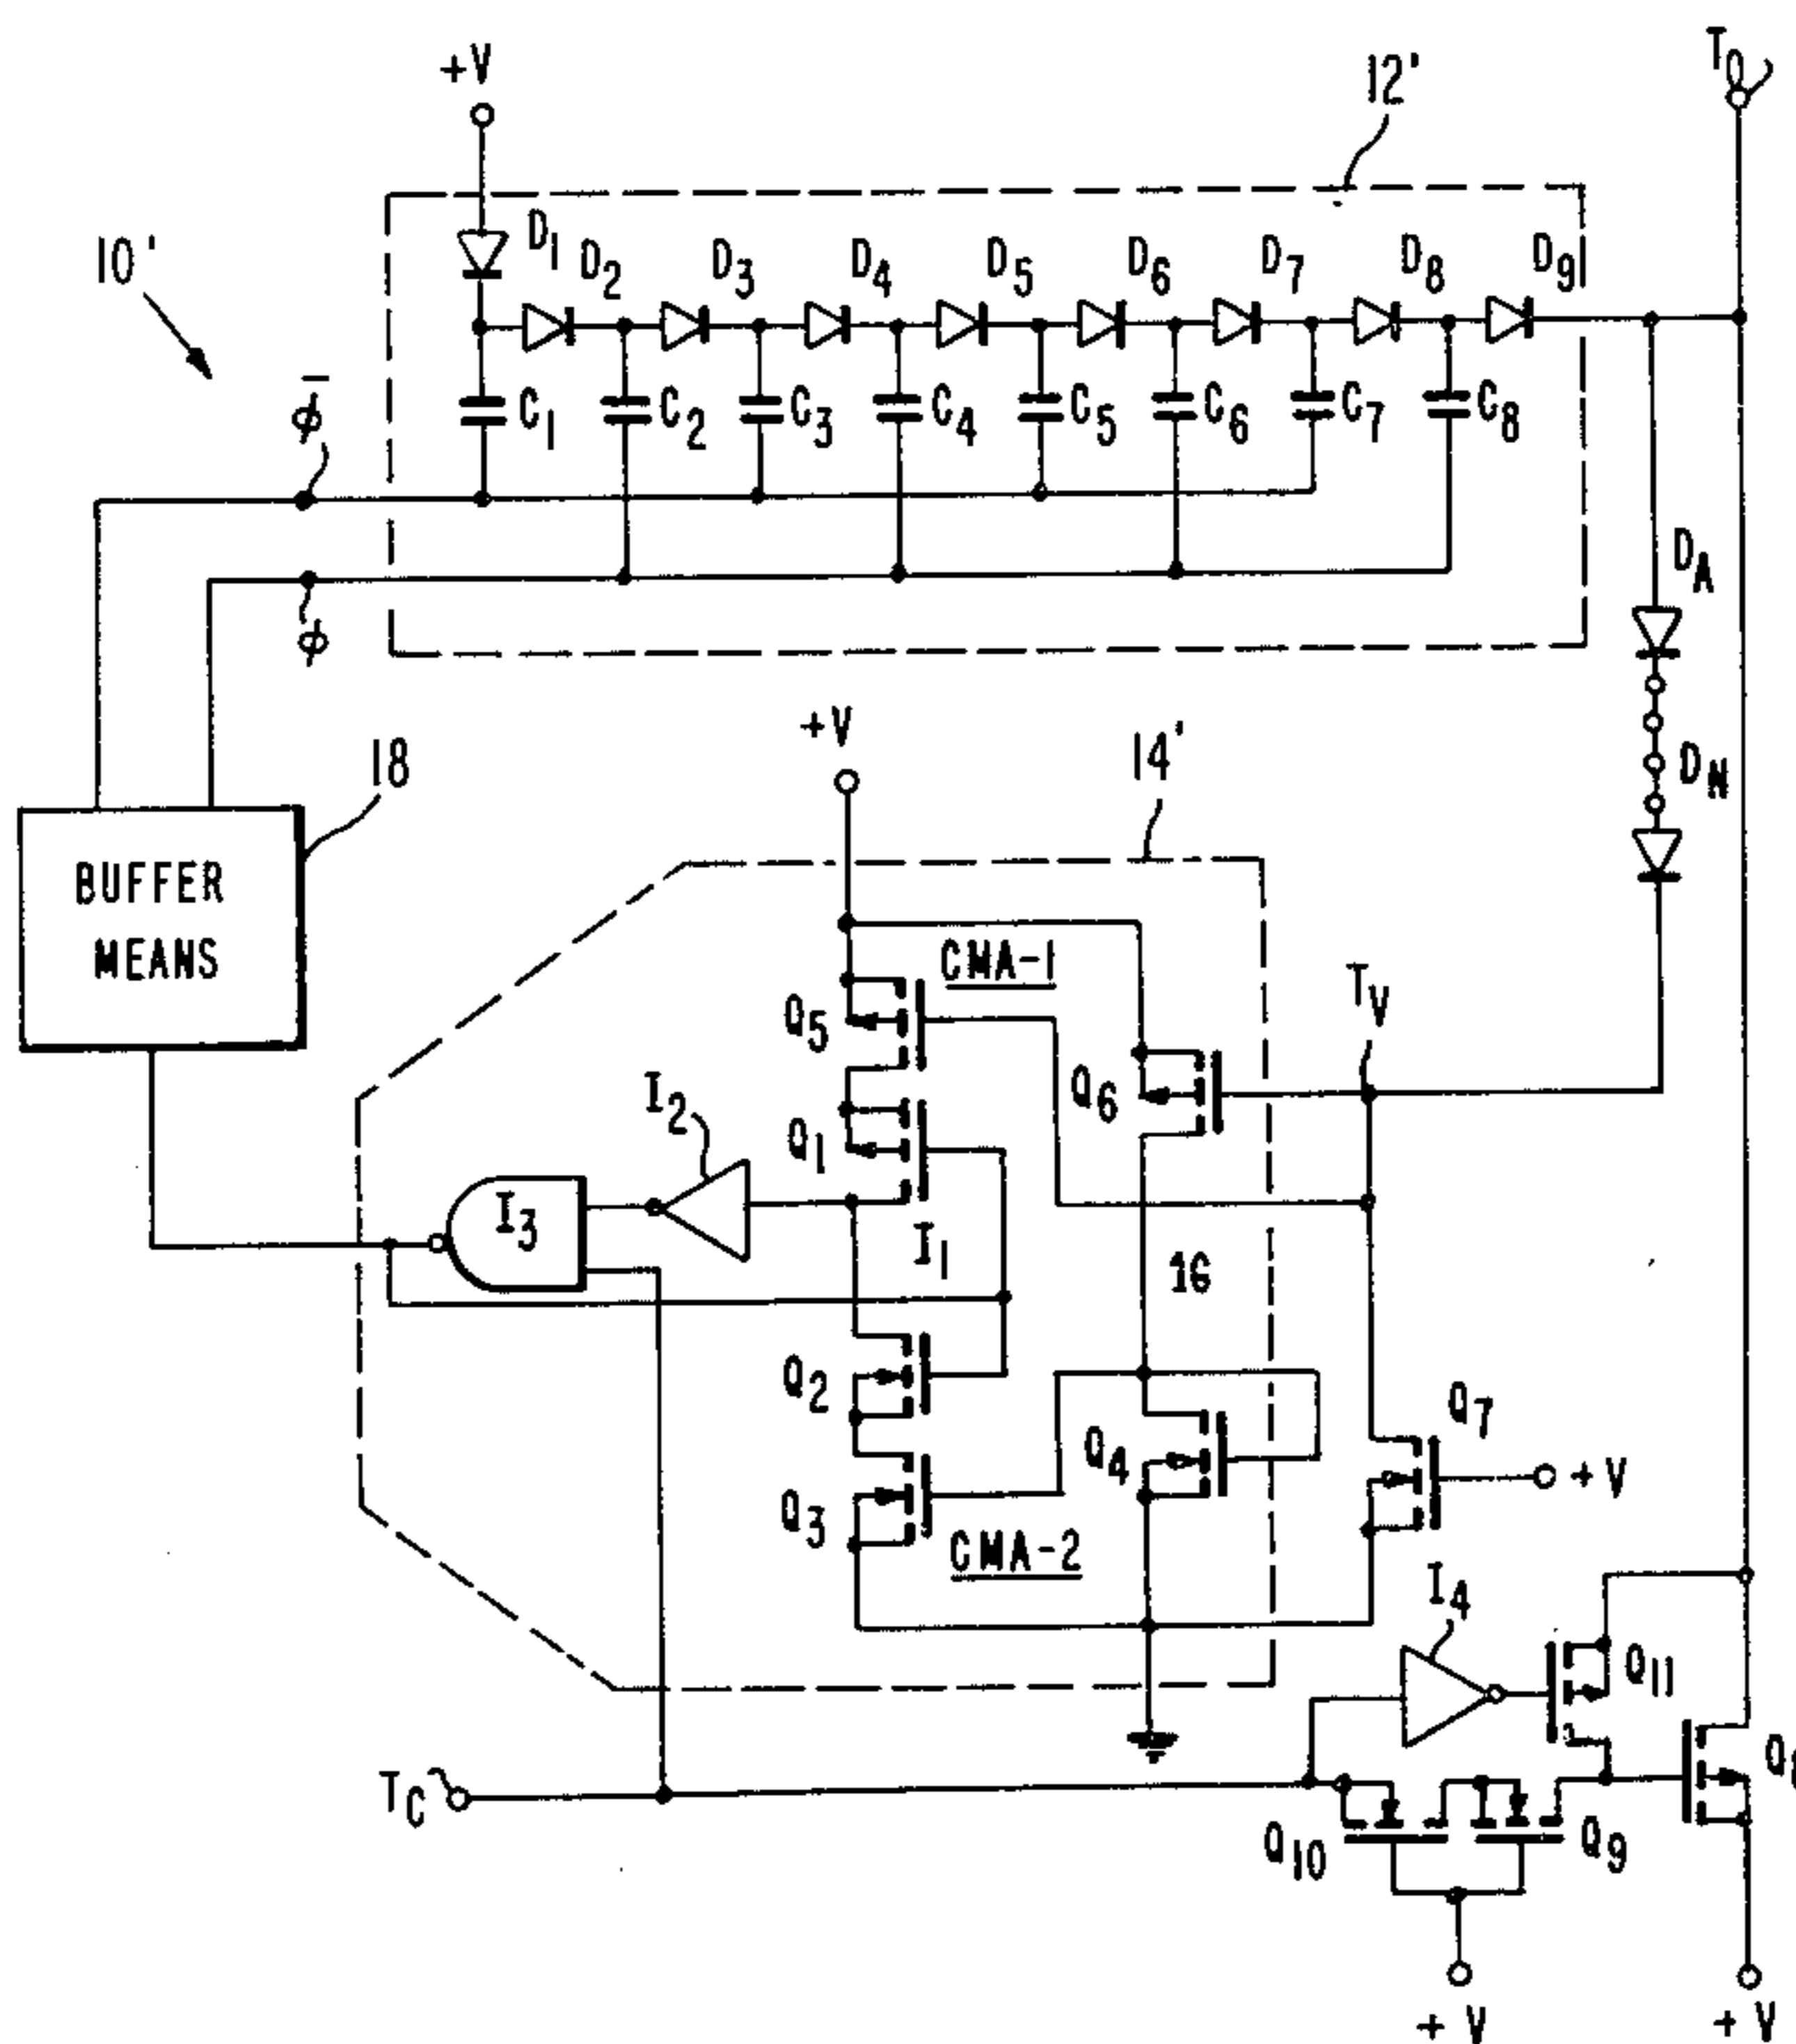 +V
12'
T0
10'
D1
D2
D3
D4
D5
D6
D7
D8
D9
C1
C2
C3
C4
C5
C6
C7
C8
φ̄
φ
DA
DN
18
BUFFER
MEANS
+V
14'
CMA-1
Q5
TV
Q6
I2
Q1
I3
I1
16
Q2
Q4
Q7
+V
Q3
CMA-2
I4
Q11
TC
Q10
Q9
+V
+V